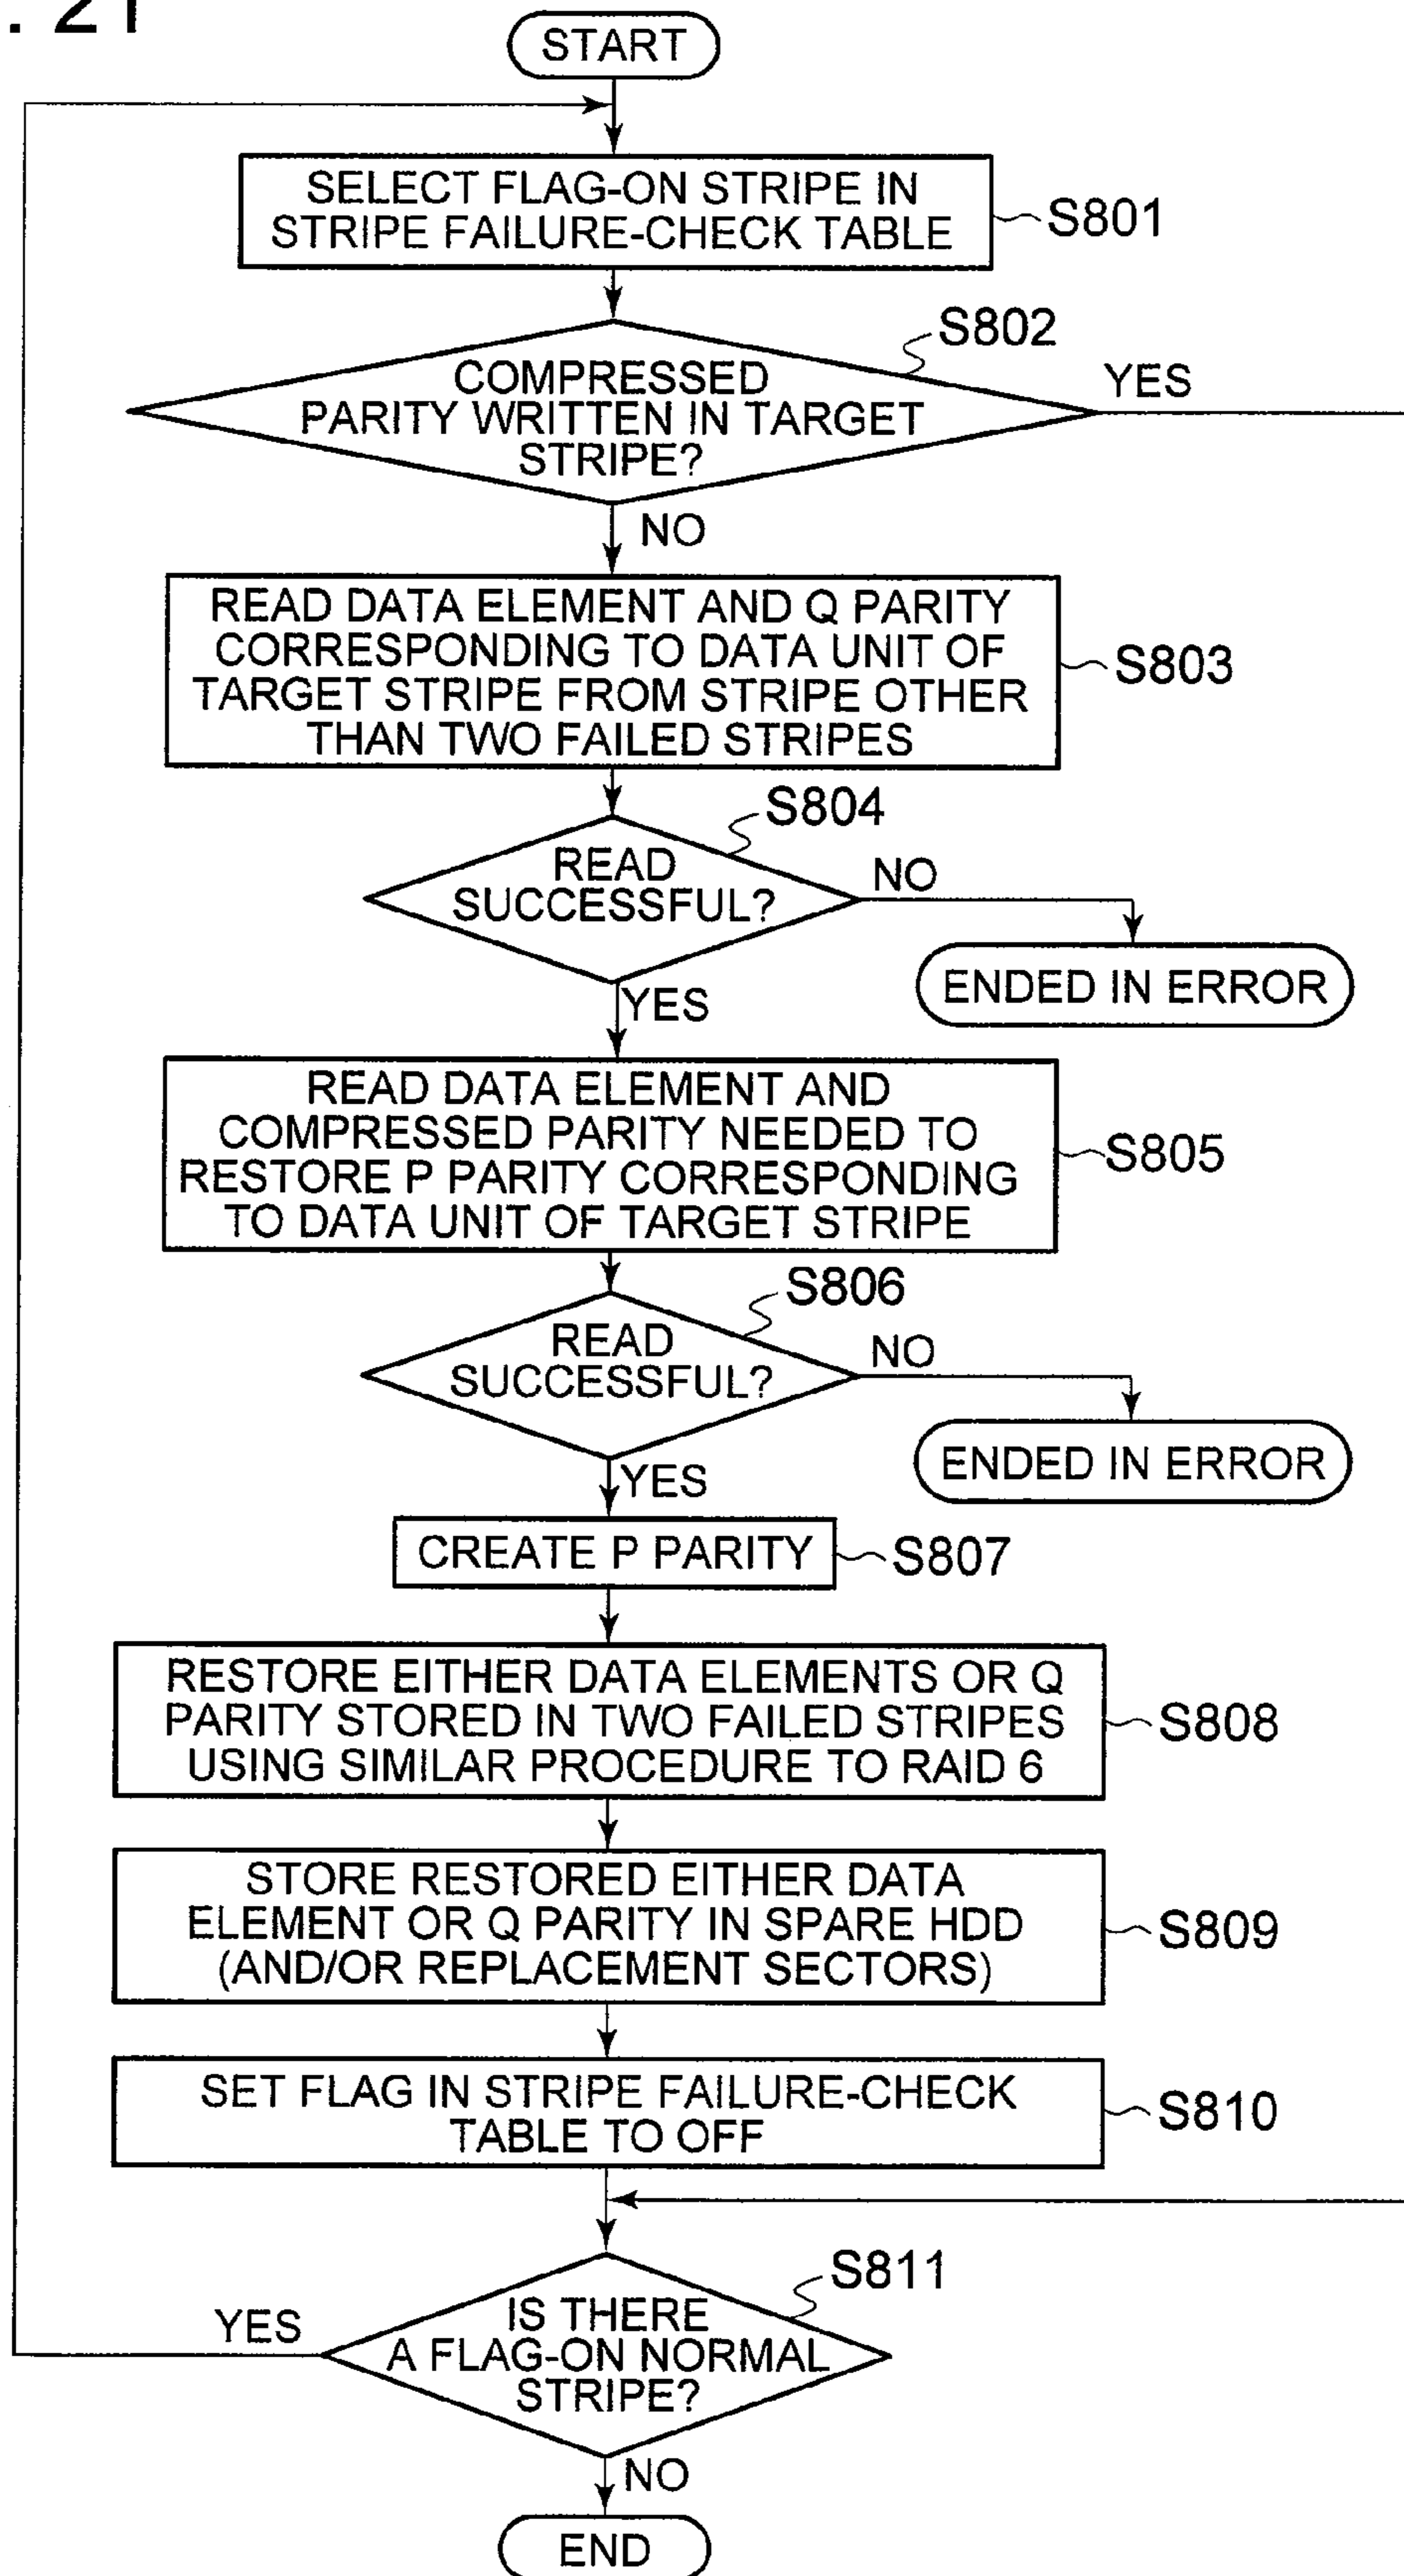 . 21
START
SELECT FLAG-ON STRIPE IN
STRIPE FAILURE-CHECK TABLE
S801
S802
COMPRESSED
PARITY WRITTEN IN TARGET
STRIPE?
YES
NO
READ DATA ELEMENT AND Q PARITY
CORRESPONDING TO DATA UNIT OF
TARGET STRIPE FROM STRIPE OTHER
THAN TWO FAILED STRIPES
S803
S804
READ
SUCCESSFUL?
NO
ENDED IN ERROR
YES
READ DATA ELEMENT AND
COMPRESSED PARITY NEEDED TO
RESTORE P PARITY CORRESPONDING
TO DATA UNIT OF TARGET STRIPE
S805
S806
READ
SUCCESSFUL?
NO
ENDED IN ERROR
YES
CREATE P PARITY
S807
RESTORE EITHER DATA ELEMENTS OR Q
PARITY STORED IN TWO FAILED STRIPES
USING SIMILAR PROCEDURE TO RAID 6
S808
STORE RESTORED EITHER DATA
ELEMENT OR Q PARITY IN SPARE HDD
(AND/OR REPLACEMENT SECTORS)
S809
SET FLAG IN STRIPE FAILURE-CHECK
TABLE TO OFF
S810
S811
IS THERE
A FLAG-ON NORMAL
STRIPE?
YES
NO
END